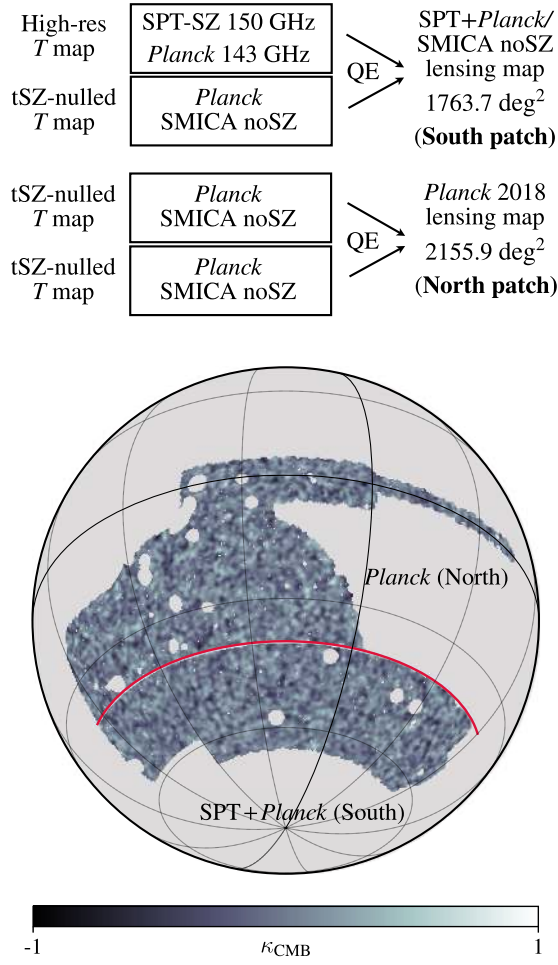 High-res
T map
SPT-SZ 150 GHz
Planck 143 GHz
tSZ-nulled
T map
Planck
SMICA noSZ
QE
SPT+Planck/
SMICA noSZ
lensing map
1763.7 deg²
(South patch)
tSZ-nulled
T map
Planck
SMICA noSZ
tSZ-nulled
T map
Planck
SMICA noSZ
QE
Planck 2018
lensing map
2155.9 deg²
(North patch)
Planck (North)
SPT+Planck (South)
-1
κCMB
1